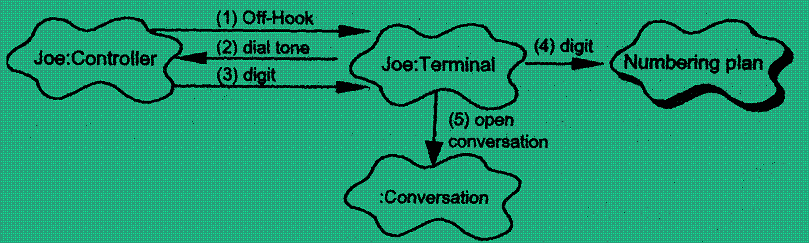 (1) Off-Hook
Joe:Controller
(2) dial tone
(3) digit
Joe:Terminal
(4) digit
Numbering plan
(5) open
conversation
:Conversation